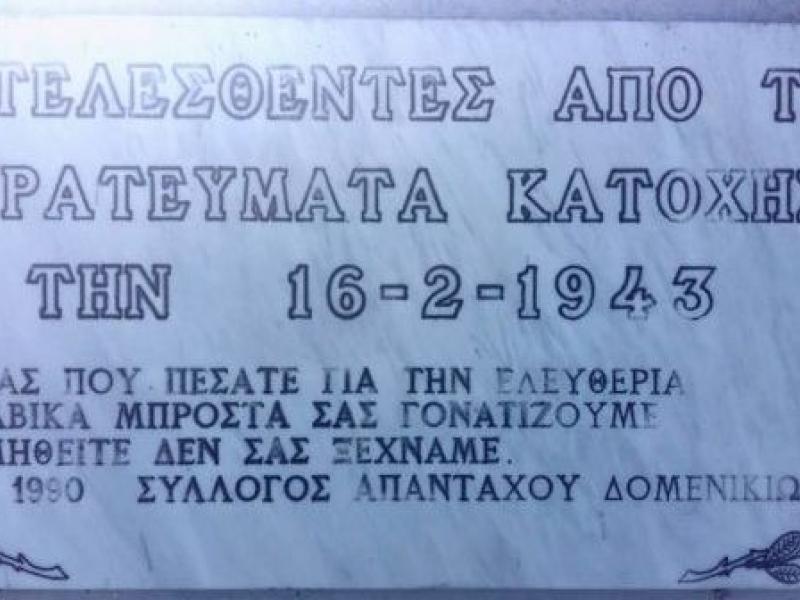 ΤΕΛΕΣΘΕΝΤΕΣ ΑΠΟ Τ
ΡΑΤΕΥΜΑΤΑ ΚΑΤΟΧΗΣ
ΤΗΝ 16-2-1943
ΑΣ ΠΟΥ ΠΕΣΑΤΕ ΓΙΑ ΤΗΝ ΕΛΕΥΘΕΡΙΑ
ΑΒΙΚΑ ΜΠΡΟΣΤΑ ΣΑΣ ΓΟΝΑΤΙΖΟΥΜΕ
ΜΗΘΕΙΤΕ ΔΕΝ ΣΑΣ ΞΕΧΝΑΜΕ.
1990 ΣΥΛΛΟΓΟΣ ΑΠΑΝΤΑΧΟΥ ΔΟΜΕΝΙΚΙΩ